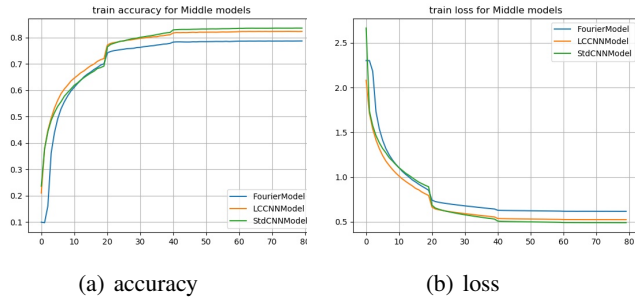 train accuracy for Middle models
0.8
0.7
0.6
0.5
0.4
0.3
0.2
0.1
FourierModel
LCCNNModel
StdCNNModel
0 10 20 30 40 50 60 70 80
(a) accuracy
train loss for Middle models
FourierModel
LCCNNModel
StdCNNModel
2.5
2.0
1.5
1.0
0.5
0 10 20 30 40 50 60 70 80
(b) loss